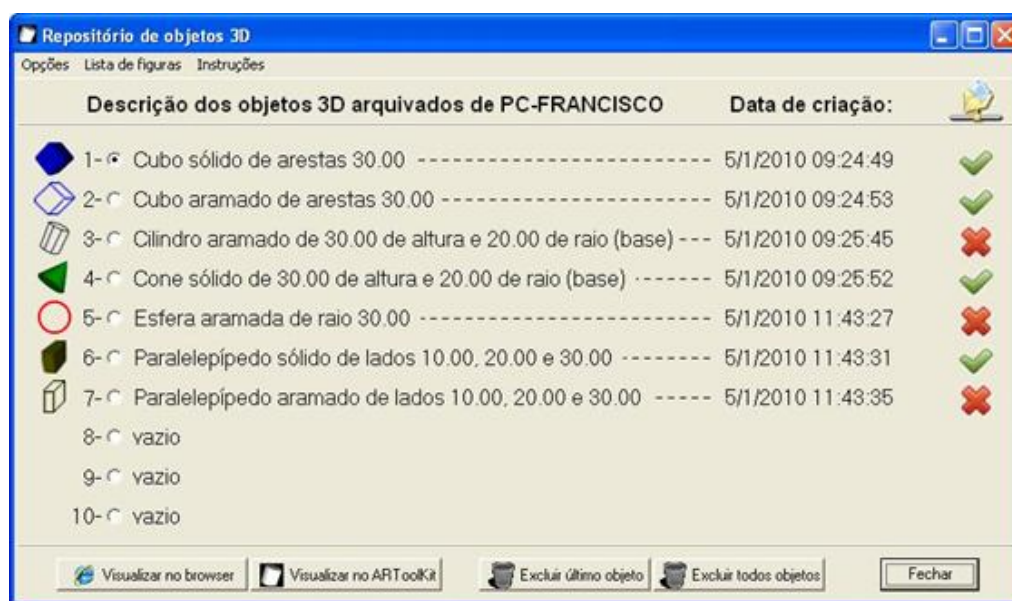 Repositório de objetos 3D
Opções Lista de figuras Instruções
Descrição dos objetos 3D arquivados de PC-FRANCISCO Data de criação:
1- Cubo sólido de arestas 30.00 ------------------------- 5/1/2010 09:24:49
2- Cubo aramado de arestas 30.00 ----------------------- 5/1/2010 09:24:53
3- Cilindro aramado de 30.00 de altura e 20.00 de raio (base) --- 5/1/2010 09:25:45
4- Cone sólido de 30.00 de altura e 20.00 de raio (base) ------- 5/1/2010 09:25:52
5- Esfera aramada de raio 30.00 ------------------------- 5/1/2010 11:43:27
6- Paralelepípedo sólido de lados 10.00, 20.00 e 30.00 -------- 5/1/2010 11:43:31
7- Paralelepípedo aramado de lados 10.00, 20.00 e 30.00 ----- 5/1/2010 11:43:35
8- vazio
9- vazio
10- vazio
Visualizar no browser Visualizar no ARToolKit Excluir último objeto Excluir todos objetos Fechar